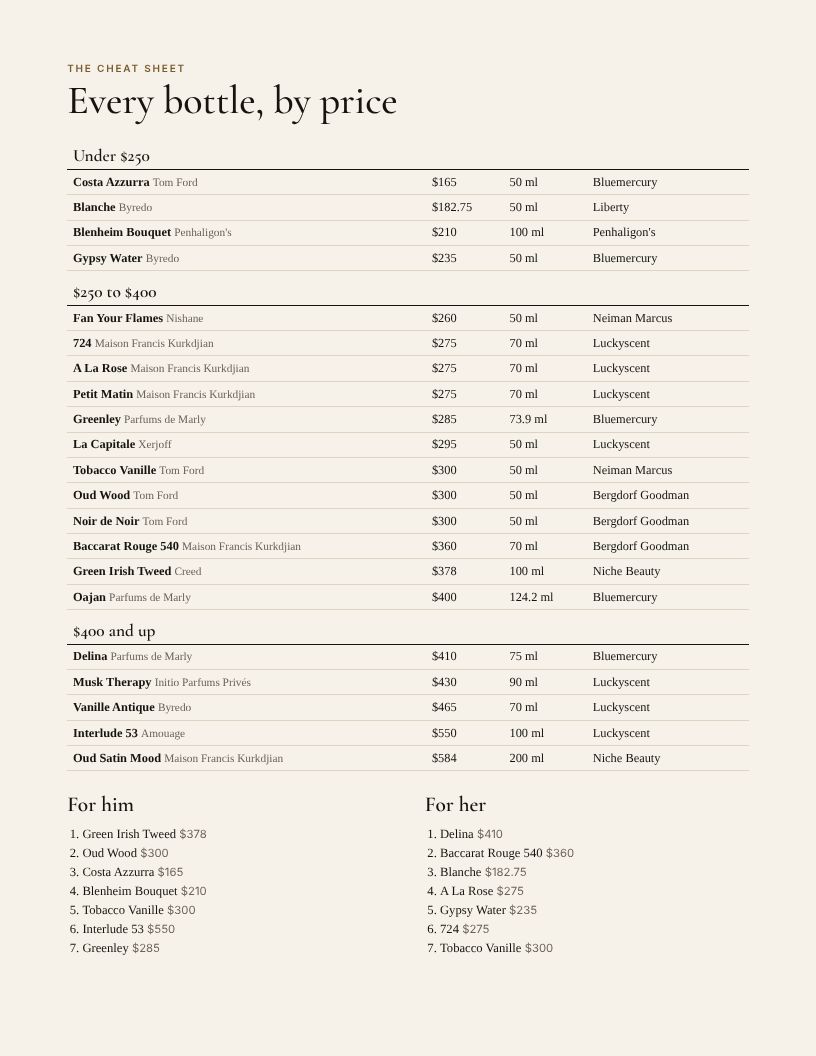 THE CHEAT SHEET
Every bottle, by price
Under $250
Costa Azzurra Tom Ford $165 50 ml Bluemercury
Blanche Byredo $182.75 50 ml Liberty
Blenheim Bouquet Penhaligon's $210 100 ml Penhaligon's
Gypsy Water Byredo $235 50 ml Bluemercury
$250 to $400
Fan Your Flames Nishane $260 50 ml Neiman Marcus
724 Maison Francis Kurkdjian $275 70 ml Luckyscent
A La Rose Maison Francis Kurkdjian $275 70 ml Luckyscent
Petit Matin Maison Francis Kurkdjian $275 70 ml Luckyscent
Greenley Parfums de Marly $285 73.9 ml Bluemercury
La Capitale Xerjoff $295 50 ml Luckyscent
Tobacco Vanille Tom Ford $300 50 ml Neiman Marcus
Oud Wood Tom Ford $300 50 ml Bergdorf Goodman
Noir de Noir Tom Ford $300 50 ml Bergdorf Goodman
Baccarat Rouge 540 Maison Francis Kurkdjian $360 70 ml Bergdorf Goodman
Green Irish Tweed Creed $378 100 ml Niche Beauty
Oajan Parfums de Marly $400 124.2 ml Bluemercury
$400 and up
Delina Parfums de Marly $410 75 ml Bluemercury
Musk Therapy Initio Parfums Privés $430 90 ml Luckyscent
Vanille Antique Byredo $465 70 ml Luckyscent
Interlude 53 Amouage $550 100 ml Luckyscent
Oud Satin Mood Maison Francis Kurkdjian $584 200 ml Niche Beauty
For him
1. Green Irish Tweed $378
2. Oud Wood $300
3. Costa Azzurra $165
4. Blenheim Bouquet $210
5. Tobacco Vanille $300
6. Interlude 53 $550
7. Greenley $285
For her
1. Delina $410
2. Baccarat Rouge 540 $360
3. Blanche $182.75
4. A La Rose $275
5. Gypsy Water $235
6. 724 $275
7. Tobacco Vanille $300